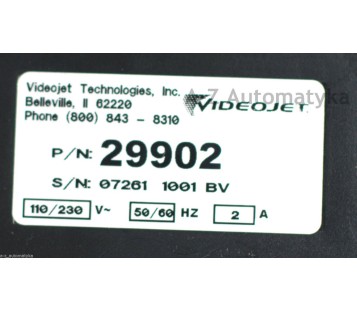 Videojet Technologies, Inc.
Belleville, Il 62220
Phone (800) 843 - 8310
A-Z Automatyka
VIDEOJET
P/N: 29902
S/N: 07261 1001 BV
110/230 V~ 50/60 HZ 2 A